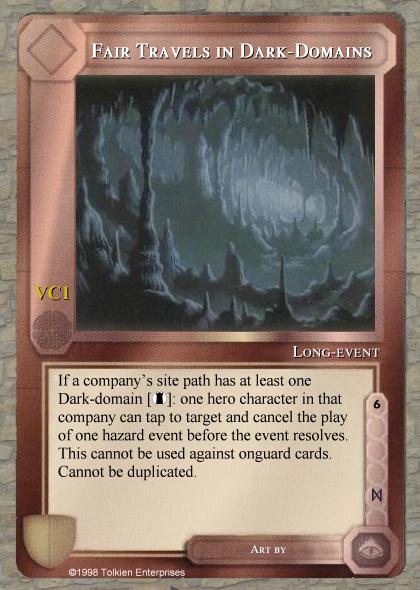 Fair Travels in Dark-Domains
VC1
Long-event
If a company's site path has at least one
Dark-domain []: one hero character in that
company can tap to target and cancel the play
of one hazard event before the event resolves.
This cannot be used against onguard cards.
Cannot be duplicated.
6
Art by
©1998 Tolkien Enterprises